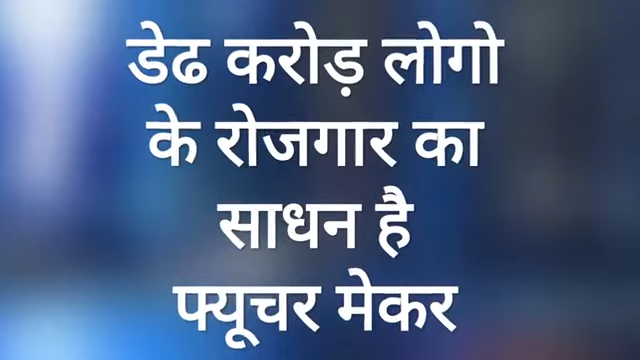 डेढ करोड़ लोगो
के रोजगार का
साधन है
फ्यूचर मेकर